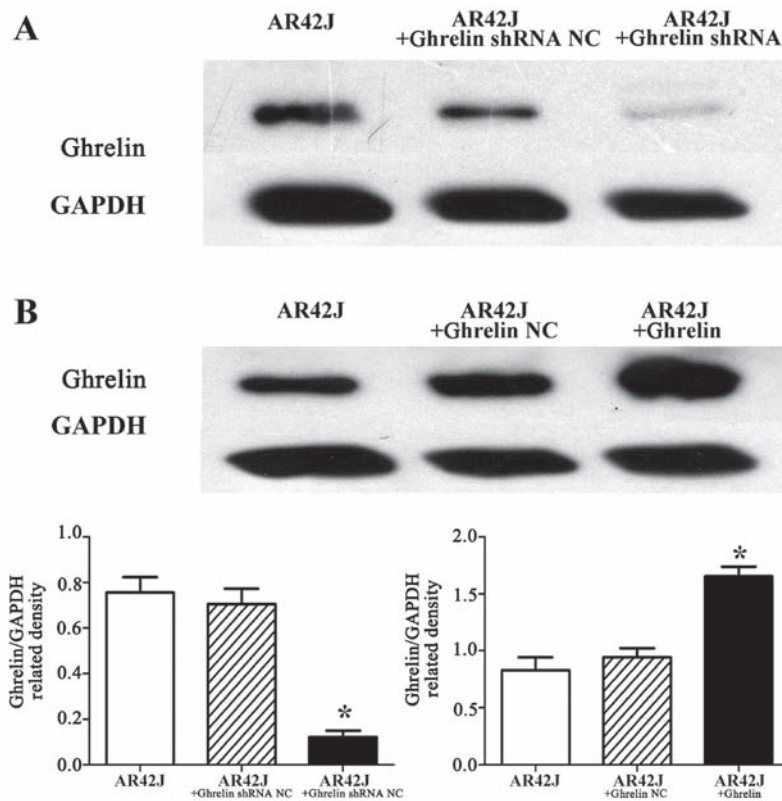 A
AR42J
AR42J
+Ghrelin shRNA NC
AR42J
+Ghrelin shRNA
Ghrelin
GAPDH
B
AR42J
AR42J
+Ghrelin NC
AR42J
+Ghrelin
Ghrelin
GAPDH
Ghrelin/GAPDH
related density
1.0
0.8
0.6
0.4
0.2
0.0
*
AR42J
AR42J
+Ghrelin shRNA NC
AR42J
+Ghrelin shRNA NC
Ghrelin/GAPDH
related density
2.0
1.5
1.0
0.5
0.0
*
AR42J
AR42J
+Ghrelin NC
AR42J
+Ghrelin